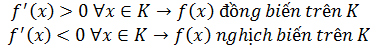 f′(x) > 0 ∀x ∈ K → f(x) đồng biến trên K
f′(x) < 0 ∀x ∈ K → f(x) nghịch biến trên K